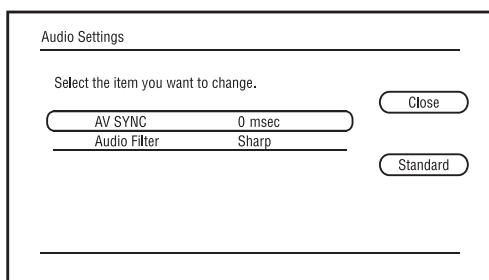 Audio Settings
Select the item you want to change.
Close
AV SYNC 0 msec
Audio Filter Sharp
Standard